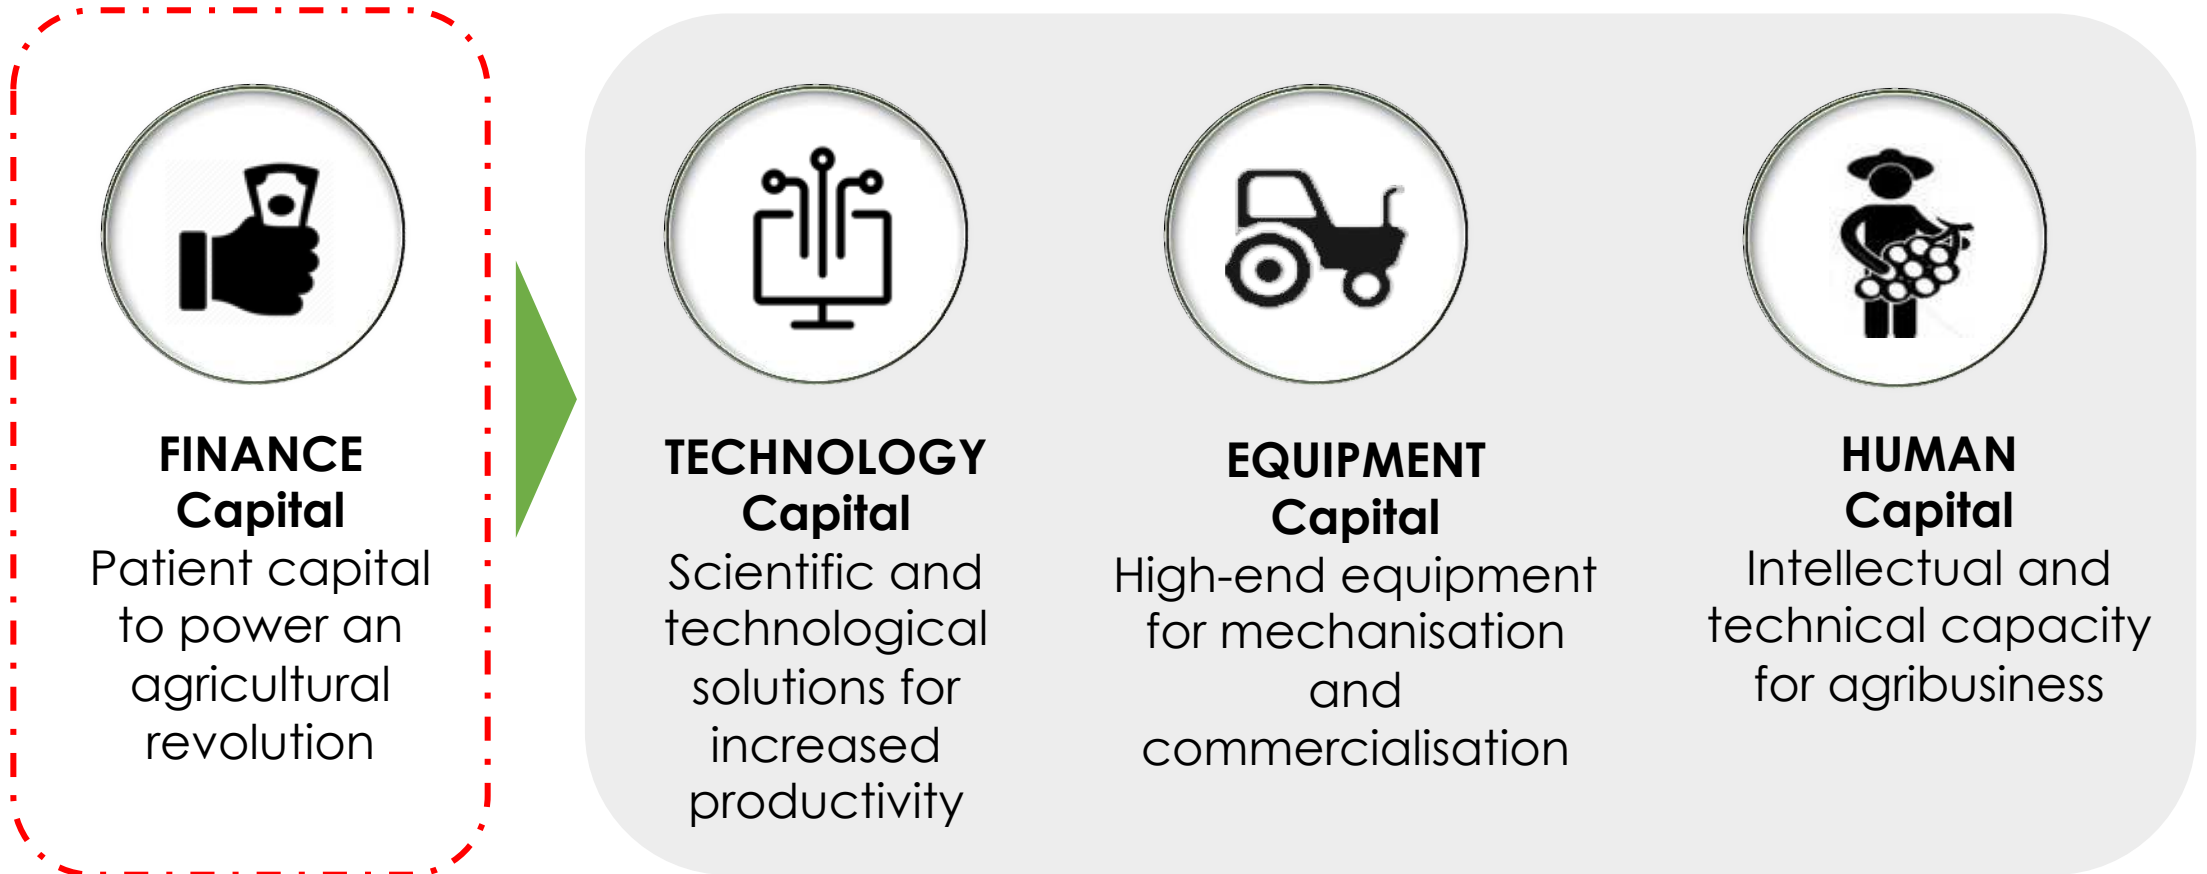 FINANCE
Capital
Patient capital
to power an
agricultural
revolution
TECHNOLOGY
Capital
Scientific and
technological
solutions for
increased
productivity
EQUIPMENT
Capital
High-end equipment
for mechanisation
and
commercialisation
HUMAN
Capital
Intellectual and
technical capacity
for agribusiness